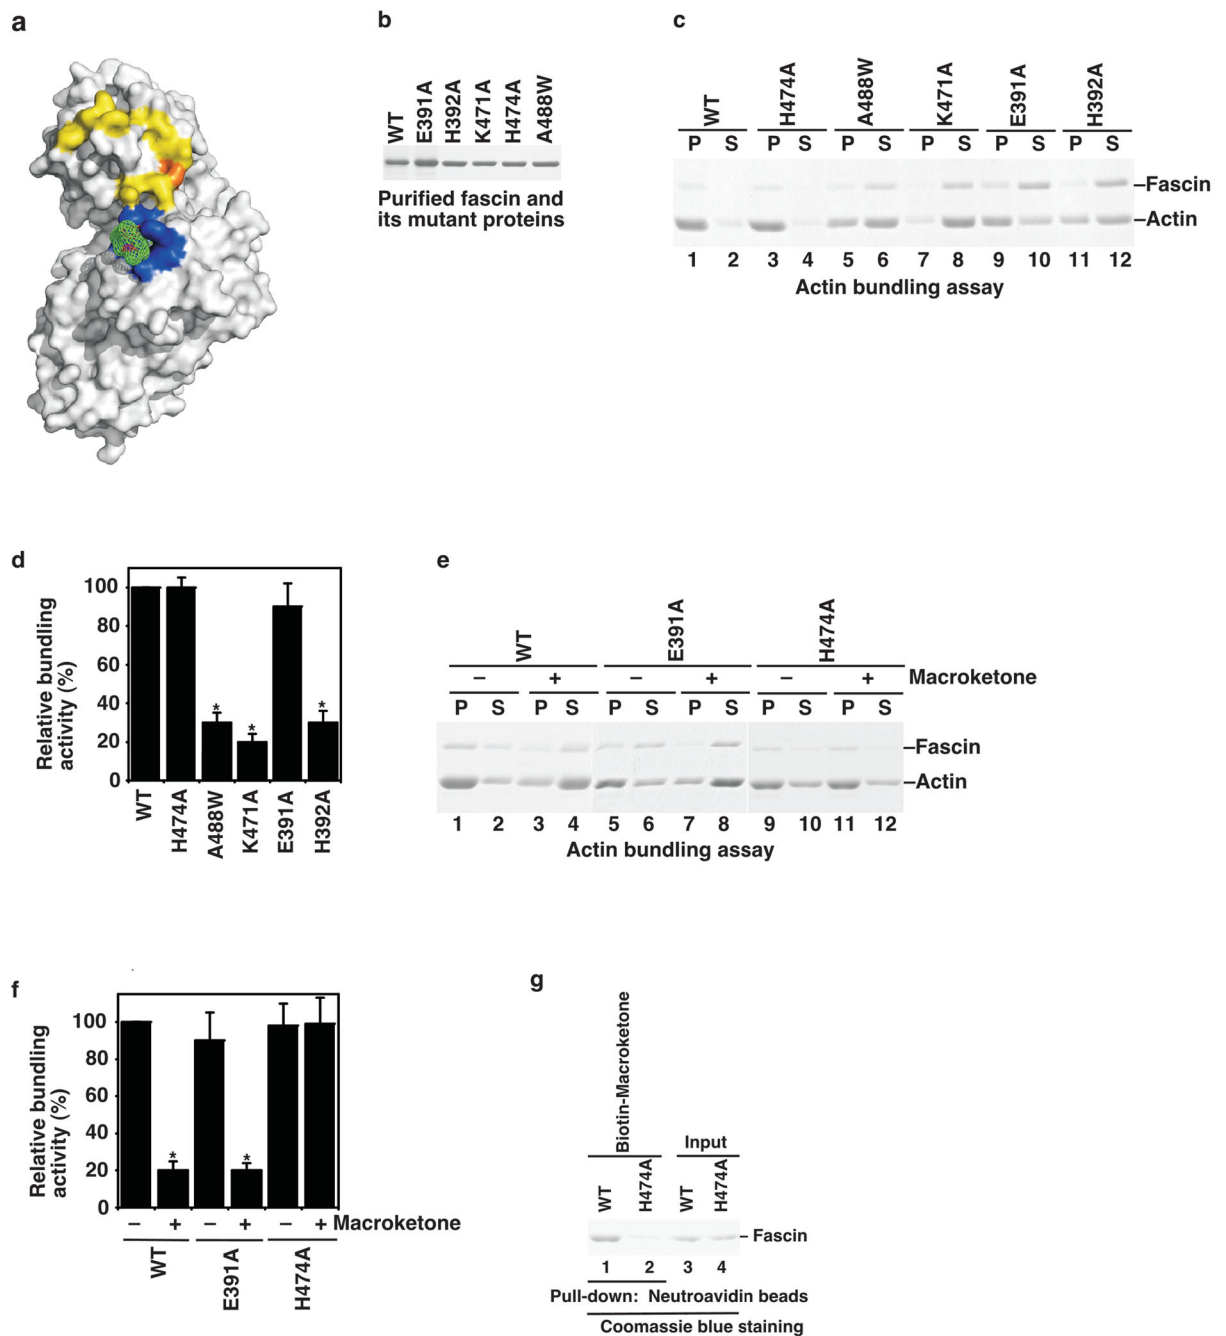 a
b
WT E391A H392A K471A H474A A488W
Purified fascin and
its mutant proteins
c
WT H474A A488W K471A E391A H392A
P S P S P S P S P S P S
–Fascin
–Actin
1 2 3 4 5 6 7 8 9 10 11 12
Actin bundling assay
d
Relative bundling
activity (%)
100
80
60
40
20
0
* * *
WT H474A A488W K471A E391A H392A
e
WT E391A H474A
– + – + – + Macroketone
P S P S P S P S P S P S
–Fascin
–Actin
1 2 3 4 5 6 7 8 9 10 11 12
Actin bundling assay
f
Relative bundling
activity (%)
100
80
60
40
20
0
* *
– + – + – + Macroketone
WT E391A H474A
g
Biotin-Macroketone
Input
WT H474A WT H474A
– Fascin
1 2 3 4
Pull-down: Neutroavidin beads
Coomassie blue staining